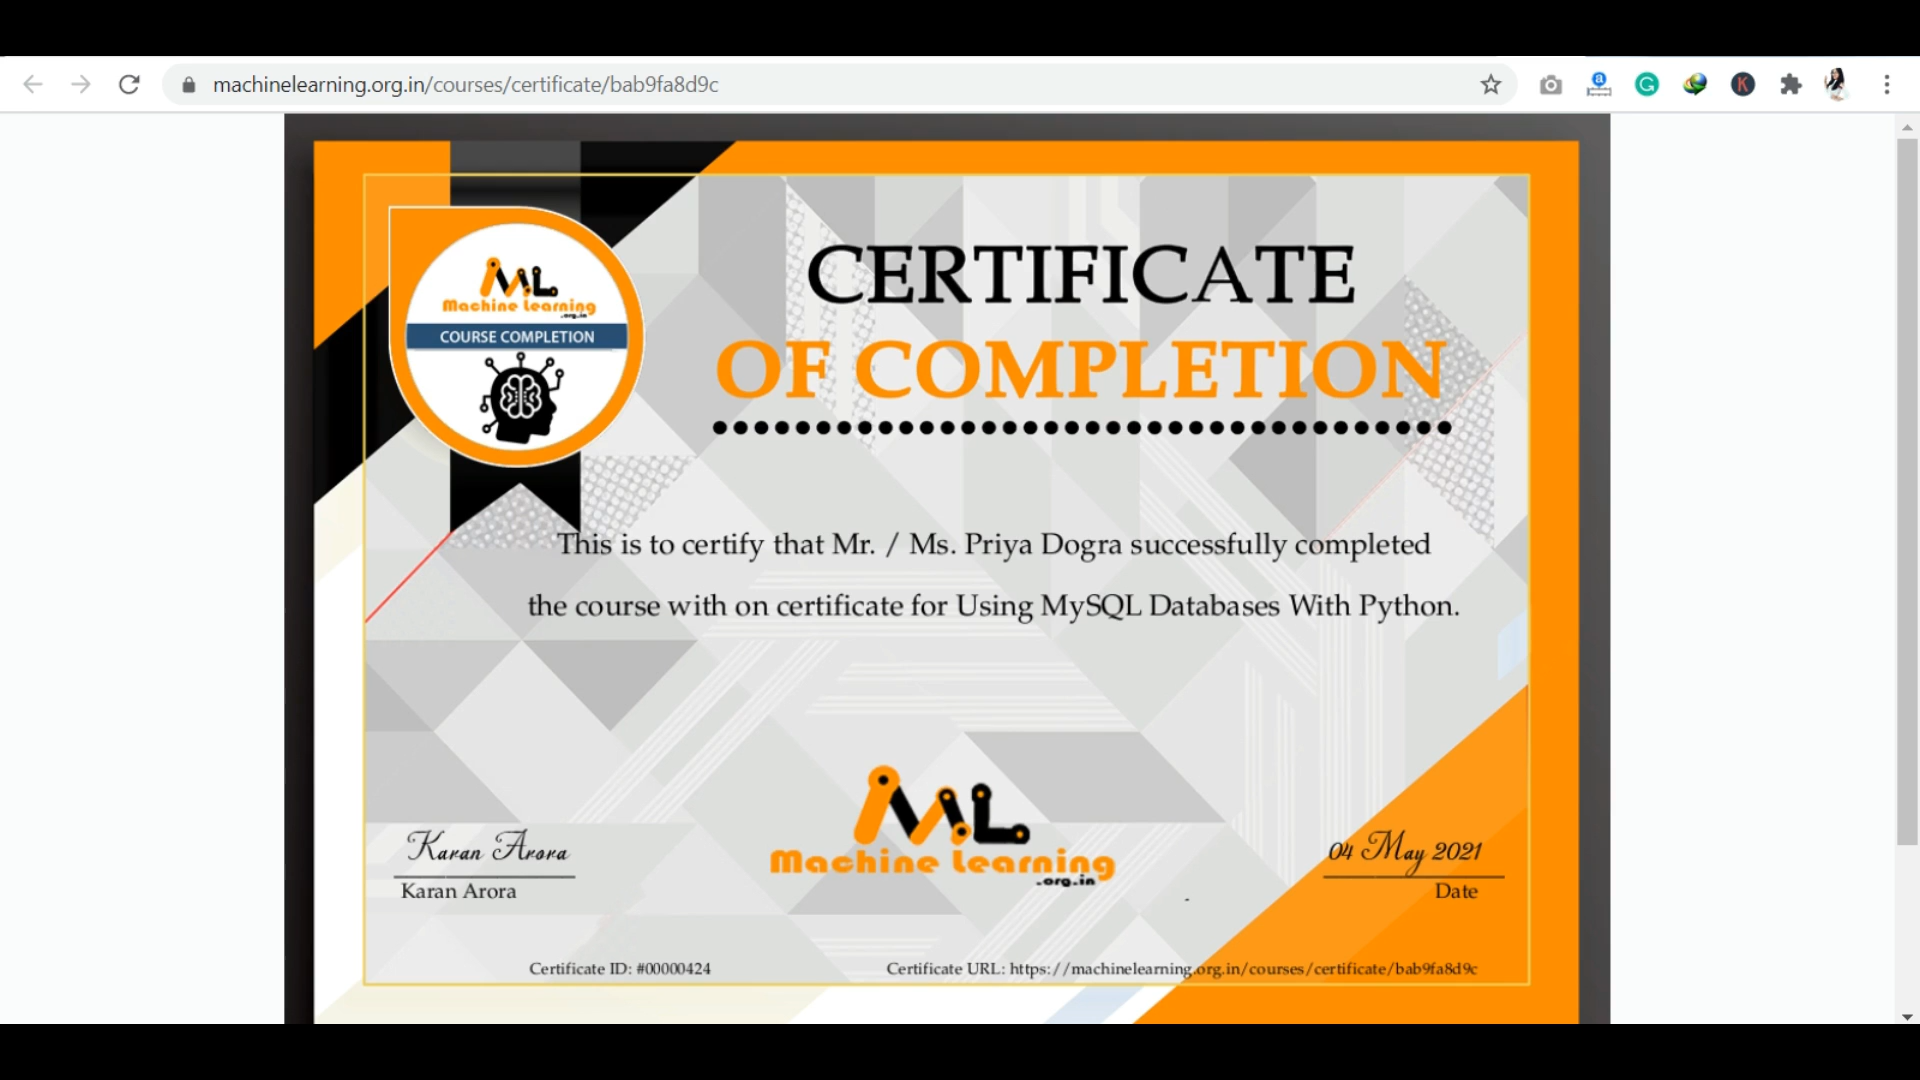 machinelearning.org.in/courses/certificate/bab9fa8d9c
ML
Machine Learning
.org.in
COURSE COMPLETION
CERTIFICATE
OF COMPLETION
This is to certify that Mr. / Ms. Priya Dogra successfully completed
the course with on certificate for Using MySQL Databases With Python.
ML
Machine Learning
.org.in
Karan Arora
Karan Arora
04 May 2021
Date
Certificate ID: #00000424
Certificate URL: https://machinelearning.org.in/courses/certificate/bab9fa8d9c